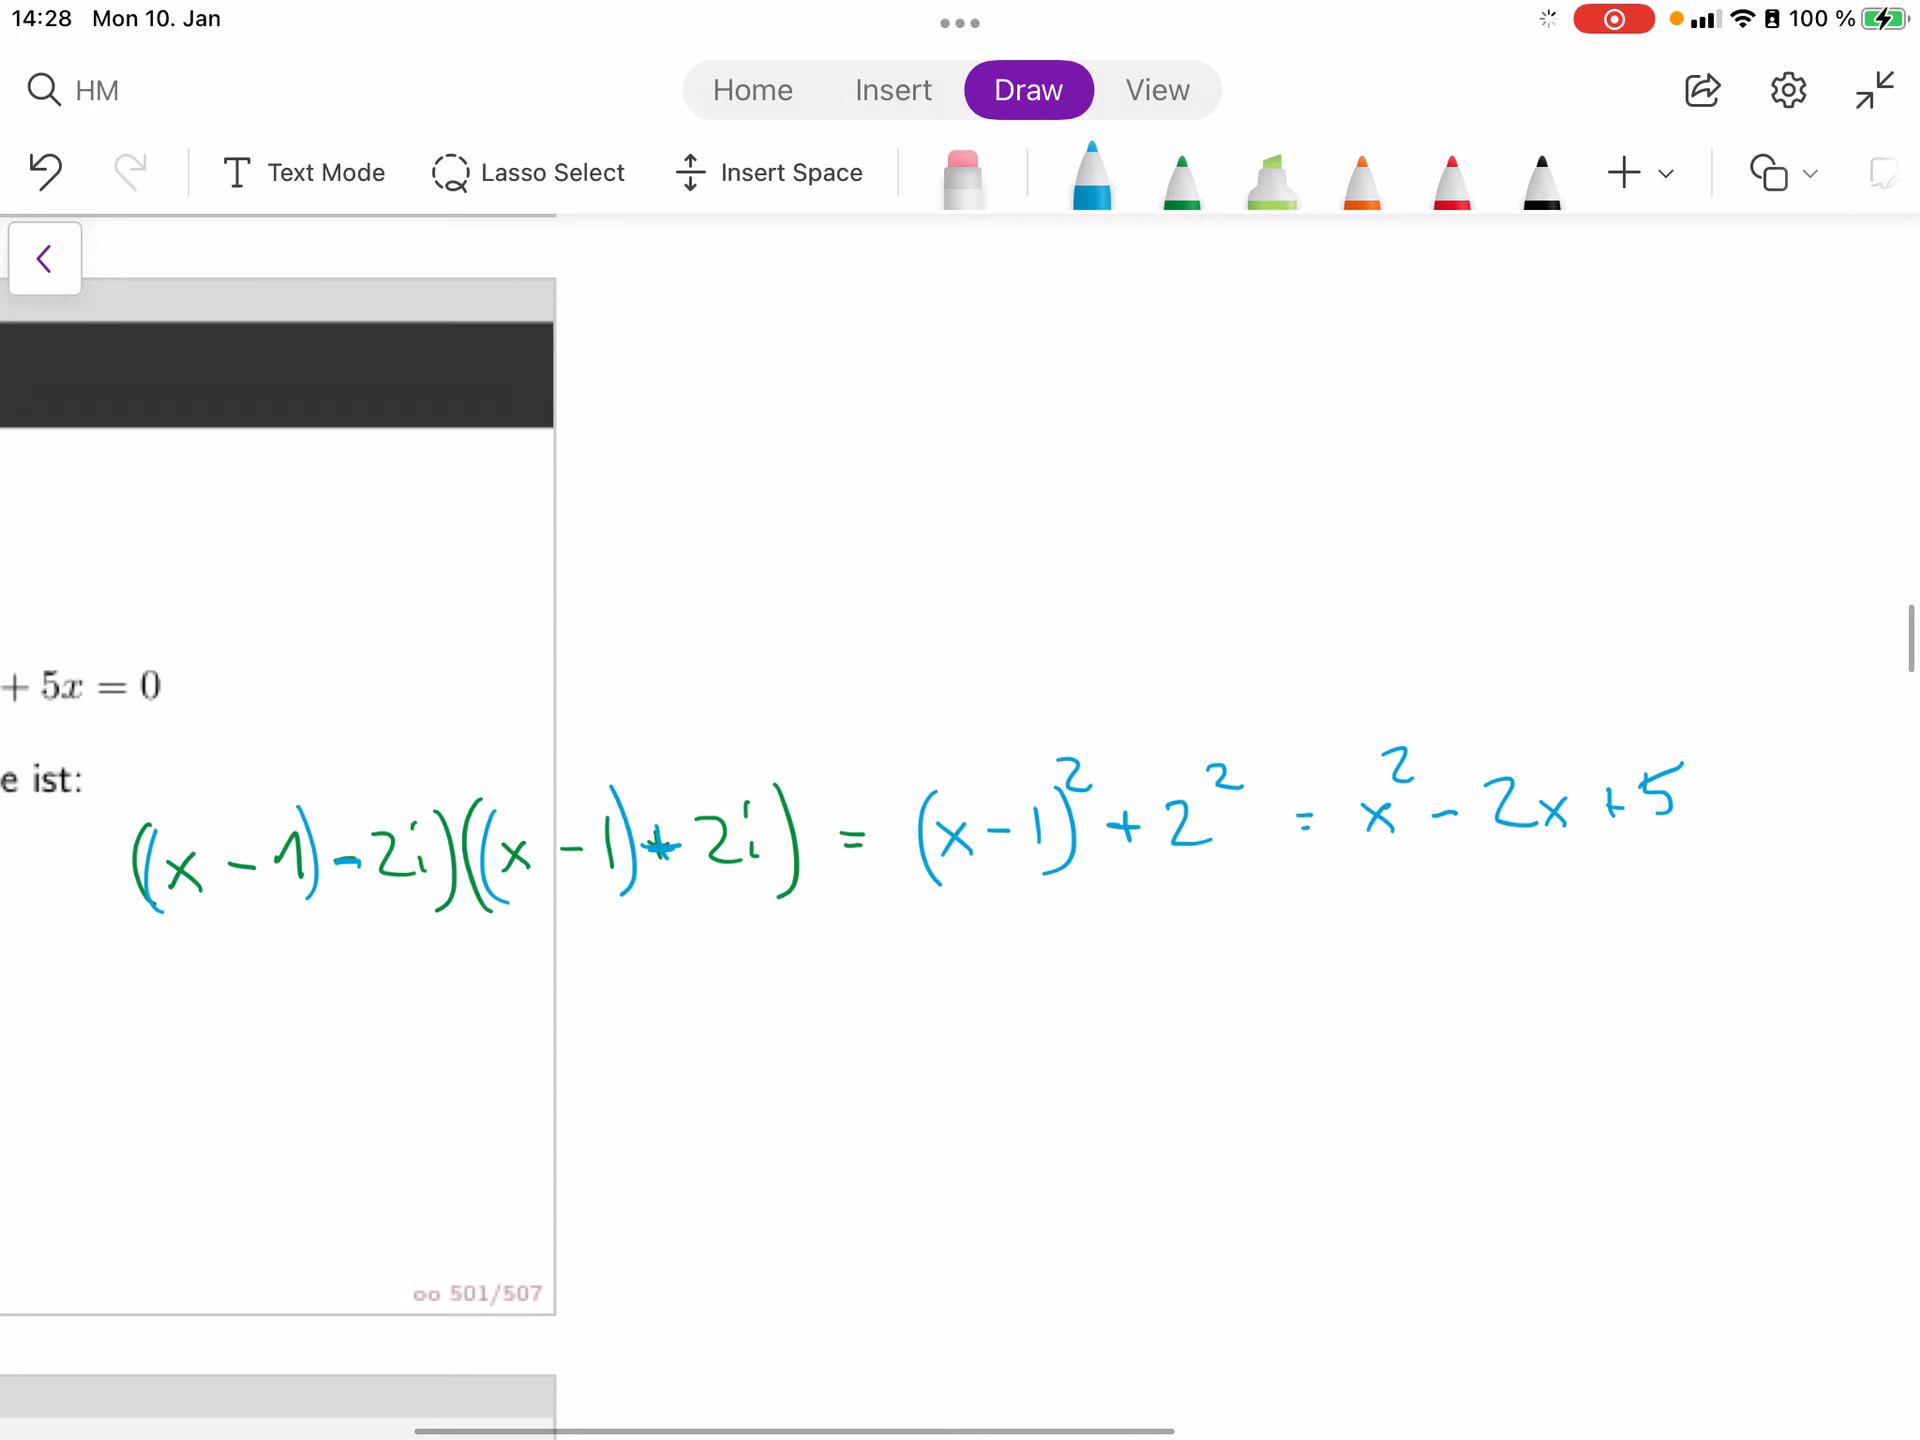 14:28 Mon 10. Jan
100 %
HM
Home Insert Draw View
Text Mode Lasso Select Insert Space
+ 5x = 0
e ist:
((x - 1) - 2i)((x - 1) + 2i) = (x - 1)² + 2² = x² - 2x + 5
oo 501/507